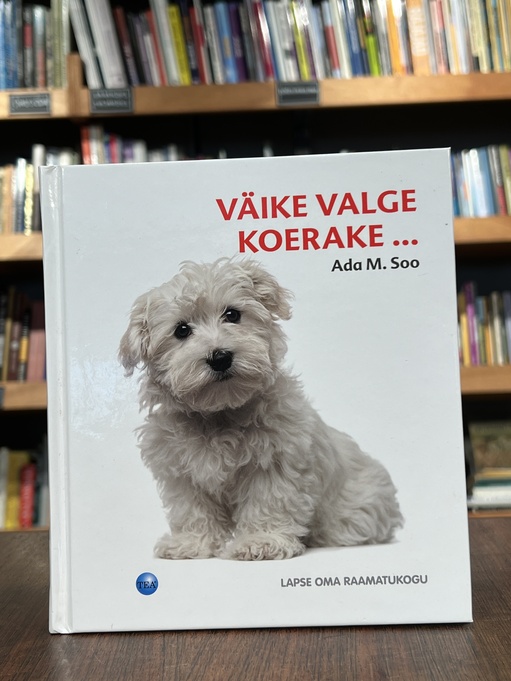 VÄIKE VALGE
KOERAKE ...
Ada M. Soo
TEA
LAPSE OMA RAAMATUKOGU